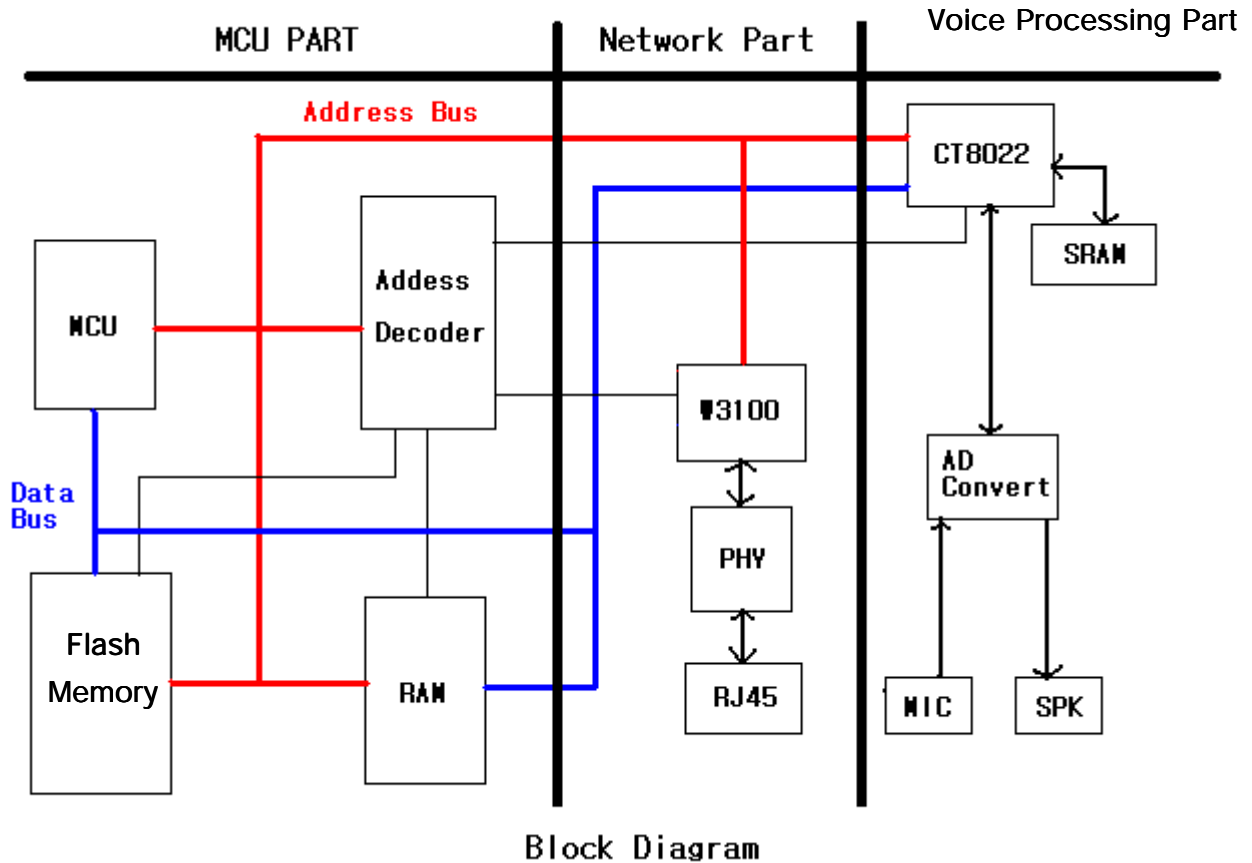 MCU PART
Network Part
Voice Processing Part
Address Bus
CT8022
SRAM
Addess
Decoder
MCU
W3100
AD
Convert
Data
Bus
PHY
Flash
Memory
RAM
RJ45
MIC
SPK
Block Diagram